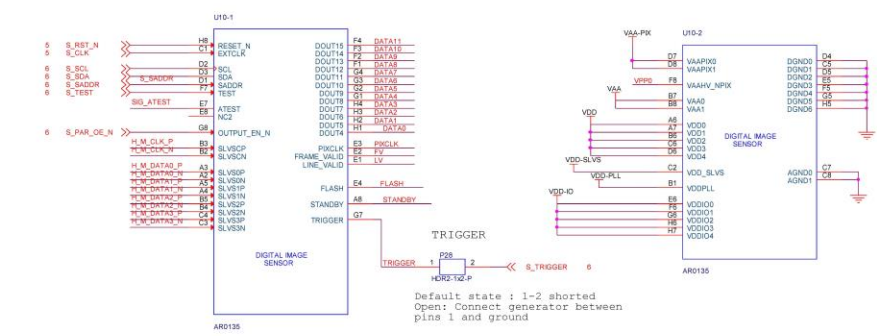 U10-1
6 S_RST_N
5 S_CLK
6 S_SCL
6 S_SDA
6 S_SADDR
6 S_TEST
S_SADDR
SIG_ATEST
6 S_PAR_OE_N
H_M_CLK_P
H_M_CLK_N
H_M_DATA0_P
H_M_DATA0_N
H_M_DATA1_P
H_M_DATA1_N
H_M_DATA2_P
H_M_DATA2_N
H_M_DATA3_P
H_M_DATA3_N
H8 RESET_N
C1 EXTCLK
D2 SCL
D3 SDA
D1 SADDR
F7 TEST
E7 ATEST
E8 NC2
G8 OUTPUT_EN_N
B3 SLVSCP
B2 SLVSCN
A3 SLVS0P
A2 SLVS0N
A5 SLVS1P
A4 SLVS1N
B5 SLVS2P
B4 SLVS2N
C4 SLVS3P
C3 SLVS3N
DOUT15 F4 DATA11
DOUT14 F3 DATA10
DOUT13 F2 DATA9
DOUT12 F1 DATA8
DOUT11 G4 DATA7
DOUT10 G3 DATA6
DOUT9 G2 DATA5
DOUT8 G1 DATA4
DOUT7 H4 DATA3
DOUT6 H3 DATA2
DOUT5 H2 DATA1
DOUT4 H1 DATA0
PIXCLK E3 PIXCLK
FRAME_VALID E2 FV
LINE_VALID E1 LV
FLASH E4 FLASH
STANDBY A8 STANDBY
TRIGGER G7
DIGITAL IMAGE
SENSOR
AR0135
TRIGGER
P28
TRIGGER 1 2 S_TRIGGER 6
HDR2-1x2-P
Default state : 1-2 shorted
Open: Connect generator between
pins 1 and ground
U10-2
VAA-PIX
VPP0
VAA
VDD
VDD-SLVS
VDD-PLL
VDD-IO
D7 VAAPIX0
D8 VAAPIX1
F8 VAAHV_NPIX
B7 VAA0
B8 VAA1
A6 VDD0
A7 VDD1
B6 VDD2
C6 VDD3
D6 VDD4
C2 VDD_SLVS
B1 VDDPLL
E6 VDDIO0
F6 VDDIO1
G6 VDDIO2
H6 VDDIO3
H7 VDDIO4
DGND0 D4
DGND1 C5
DGND2 D5
DGND3 E5
DGND4 F5
DGND5 G5
DGND6 H5
AGND0 C7
AGND1 C8
DIGITAL IMAGE
SENSOR
AR0135